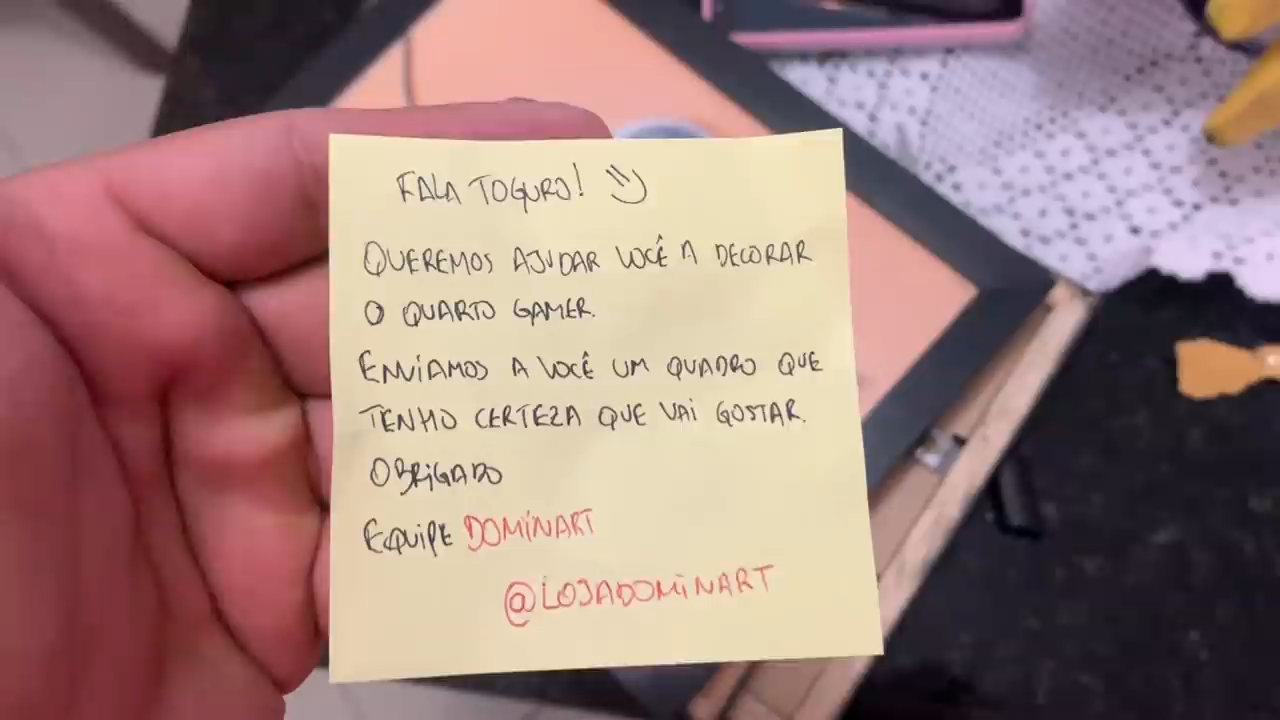 FALA TOGURO!
QUEREMOS AJUDAR VOCÊ A DECORAR
O QUARTO GAMER.
ENVIAMOS A VOCÊ UM QUADRO QUE
TENHO CERTEZA QUE VAI GOSTAR.
OBRIGADO
EQUIPE DOMINART
@LOJADOMINART